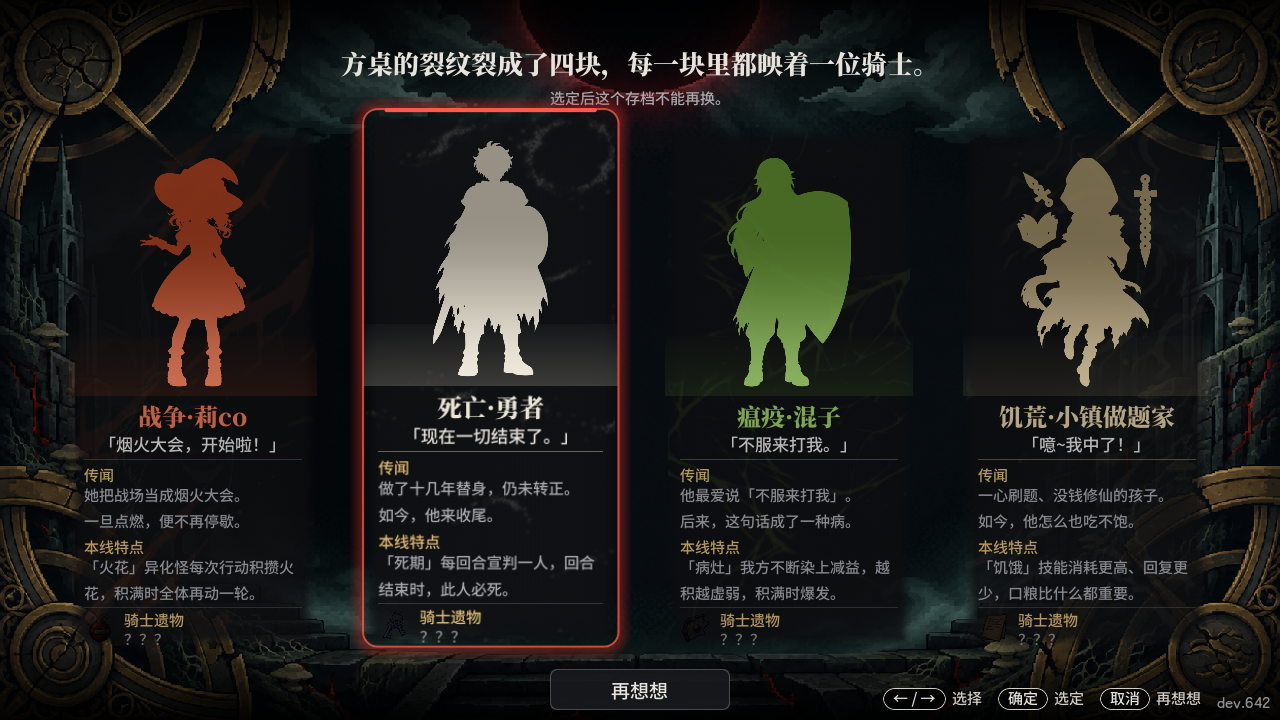 方桌的裂纹裂成了四块，每一块里都映着一位骑士。
选定后这个存档不能再换。
战争·莉co
「烟火大会，开始啦！」
传闻
她把战场当成烟火大会。
一旦点燃，便不再停歇。
本线特点
「火花」异化怪每次行动积攒火
花，积满时全体再动一轮。
骑士遗物
？？？
死亡·勇者
「现在一切结束了。」
传闻
做了十几年替身，仍未转正。
如今，他来收尾。
本线特点
「死期」每回合宣判一人，回合
结束时，此人必死。
骑士遗物
？？？
瘟疫·混子
「不服来打我。」
传闻
他最爱说「不服来打我」。
后来，这句话成了一种病。
本线特点
「病灶」我方不断染上减益，越
积越虚弱，积满时爆发。
骑士遗物
？？？
饥荒·小镇做题家
「噫~我中了！」
传闻
一心刷题、没钱修仙的孩子。
如今，他怎么也吃不饱。
本线特点
「饥饿」技能消耗更高、回复更
少，口粮比什么都重要。
骑士遗物
？？？
再想想
←/→ 选择 确定 选定 取消 再想想
dev.642